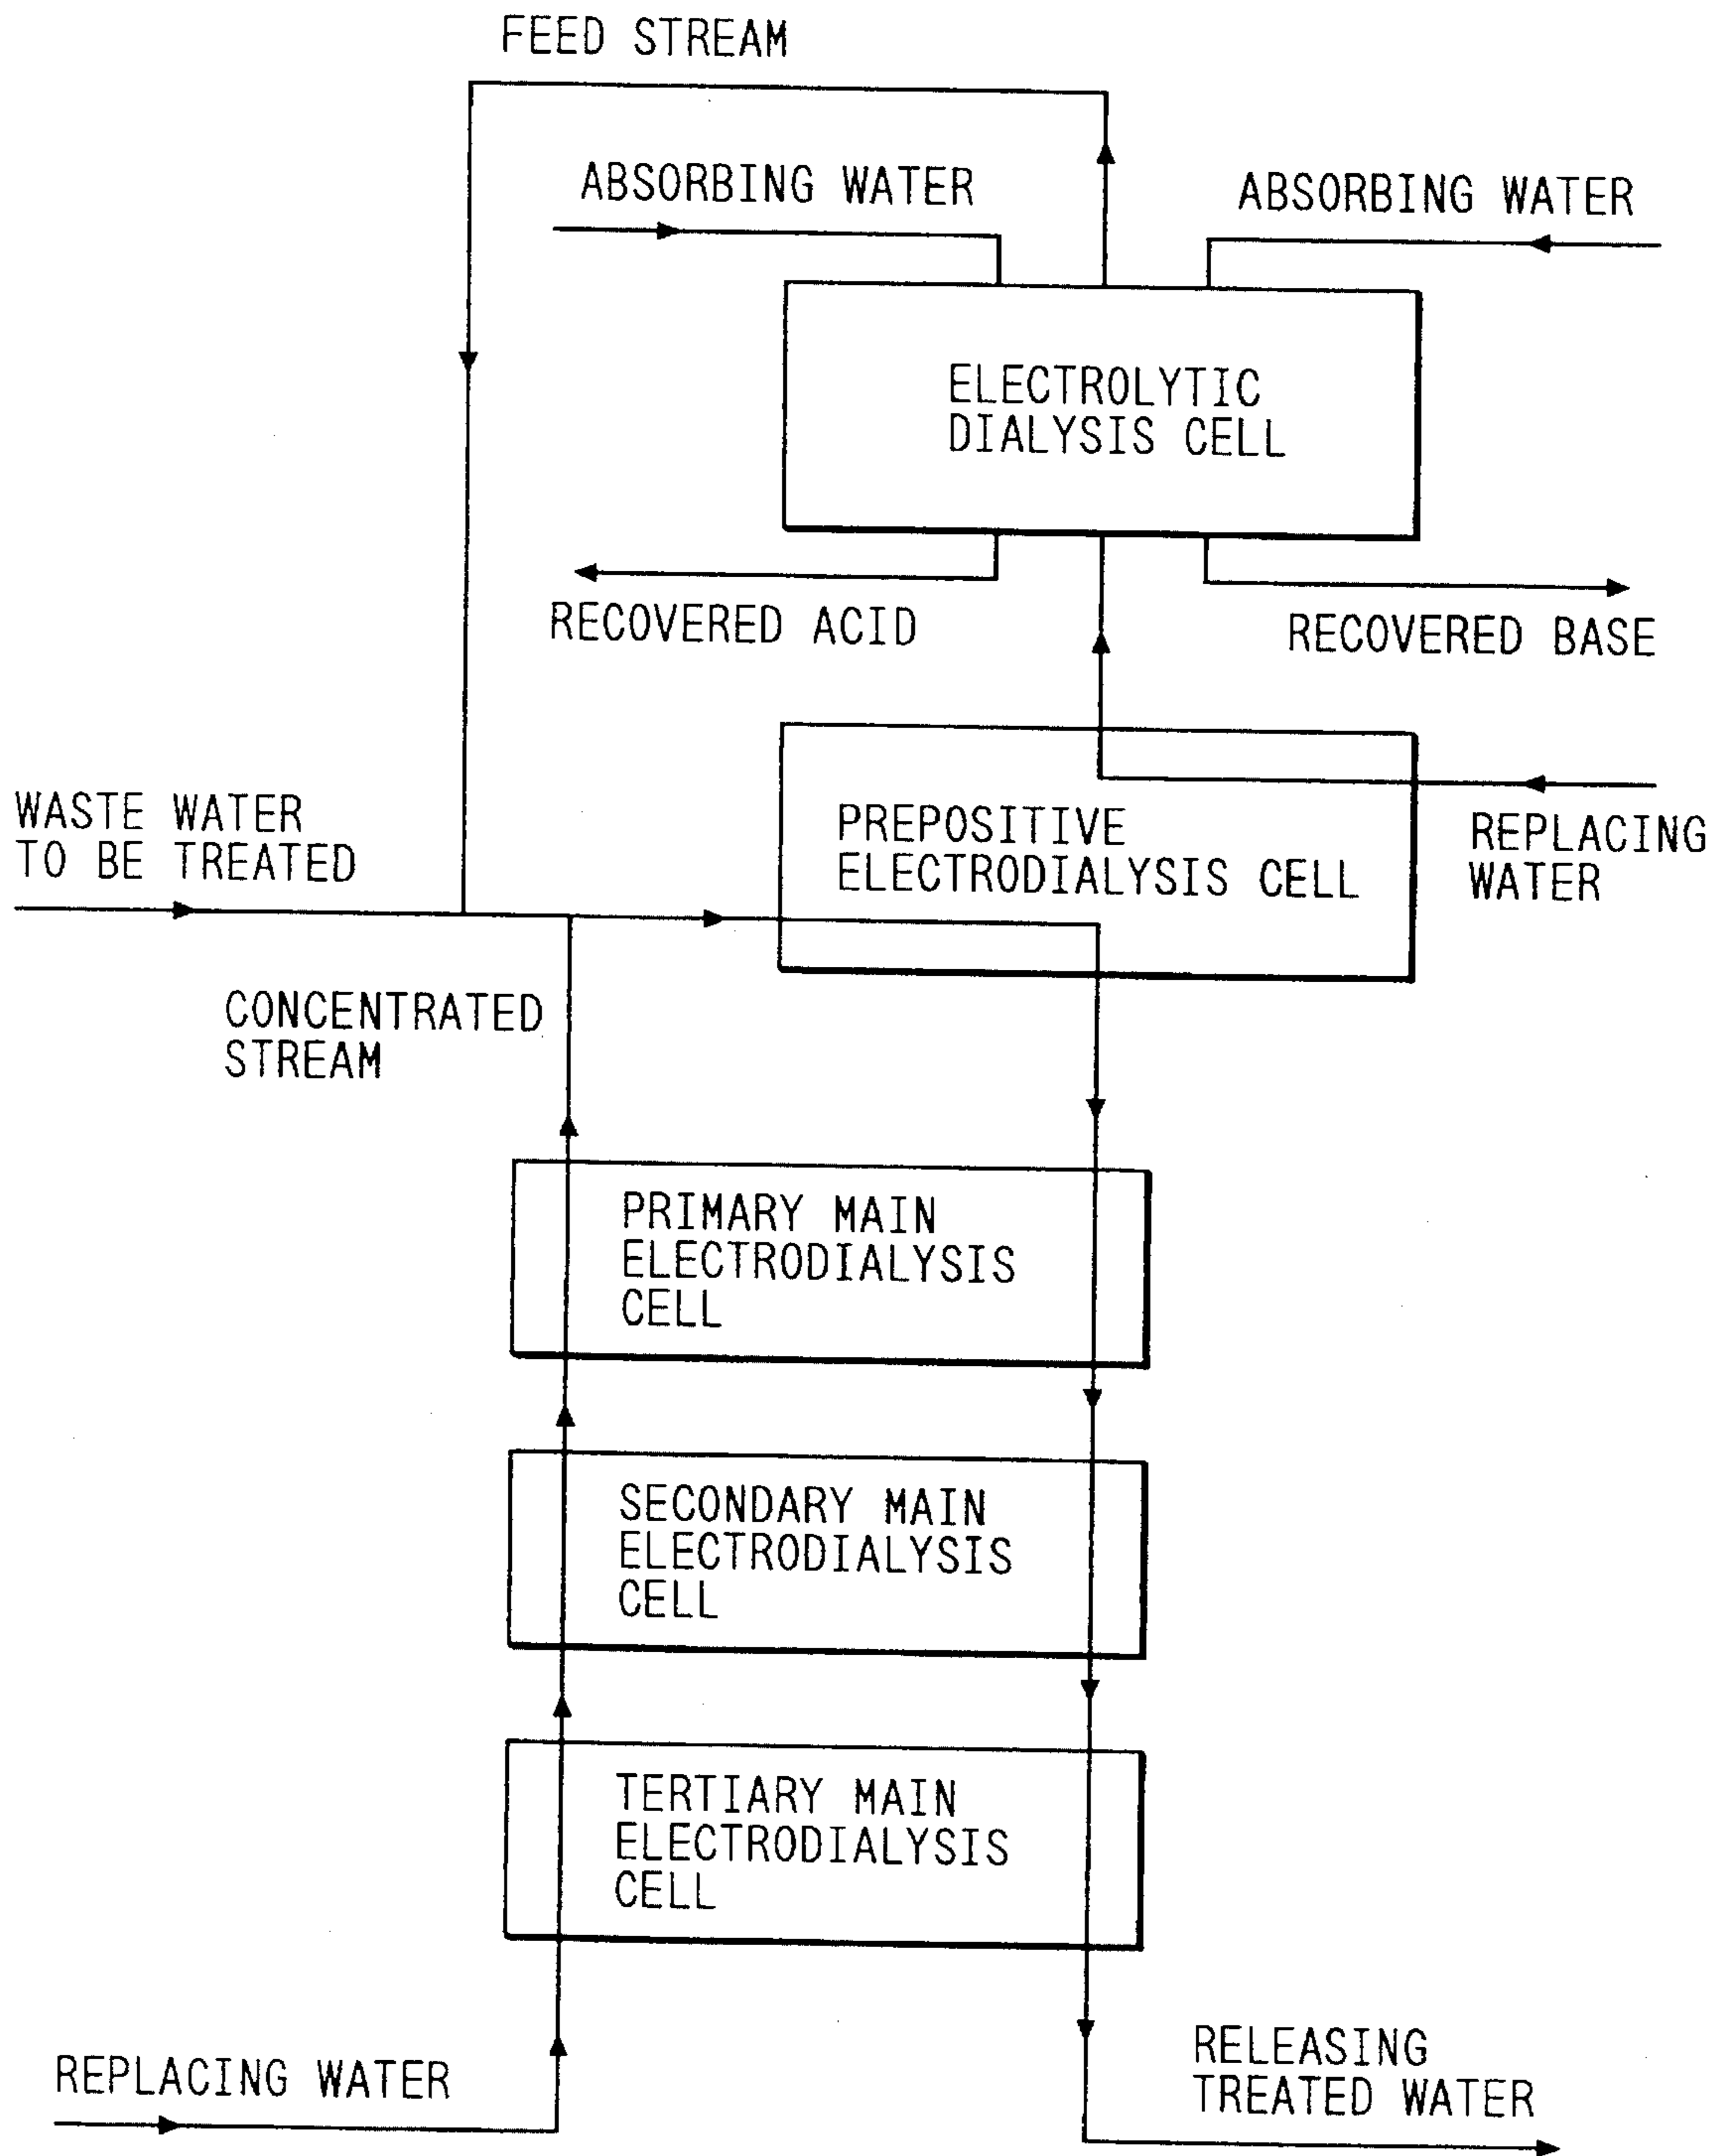 FEED STREAM
ABSORBING WATER
ABSORBING WATER
ELECTROLYTIC
DIALYSIS CELL
RECOVERED ACID
RECOVERED BASE
WASTE WATER
TO BE TREATED
PREPOSITIVE
ELECTRODIALYSIS CELL
REPLACING
WATER
CONCENTRATED
STREAM
PRIMARY MAIN
ELECTRODIALYSIS
CELL
SECONDARY MAIN
ELECTRODIALYSIS
CELL
TERTIARY MAIN
ELECTRODIALYSIS
CELL
REPLACING WATER
RELEASING
TREATED WATER